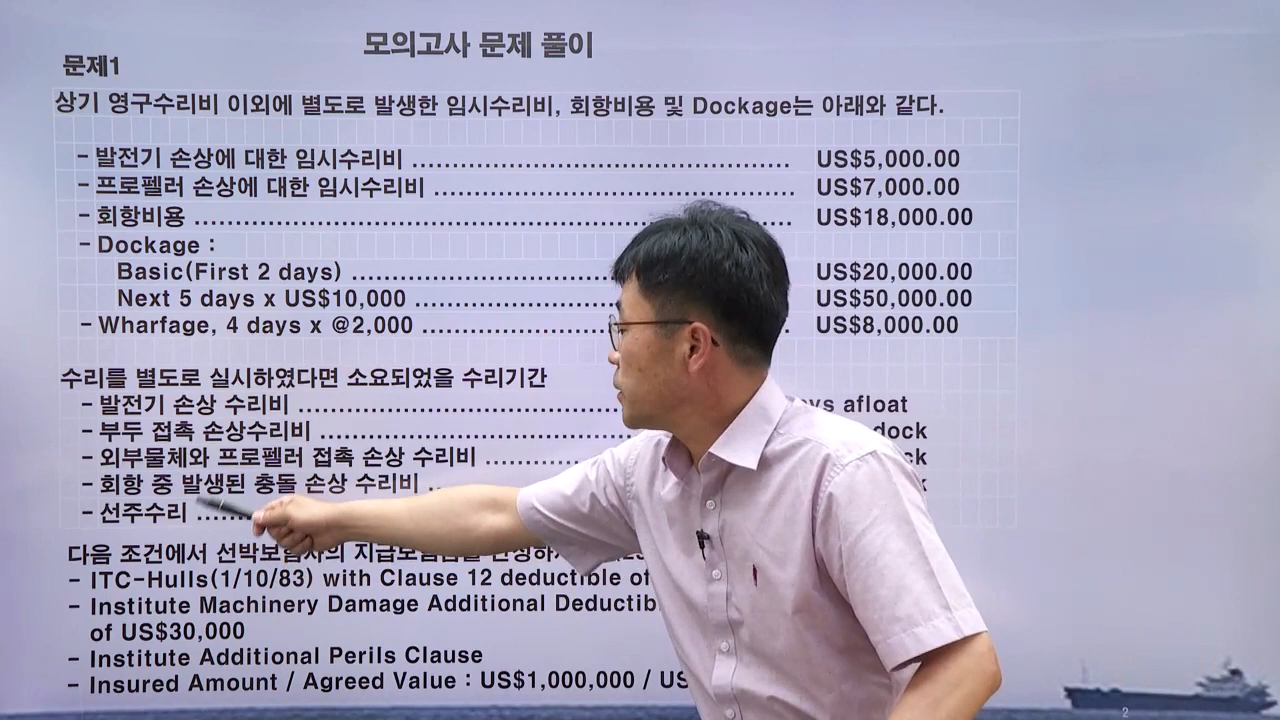 모의고사 문제 풀이
문제1
상기 영구수리비 이외에 별도로 발생한 임시수리비, 회항비용 및 Dockage는 아래와 같다.
- 발전기 손상에 대한 임시수리비 ............................................... US$5,000.00
- 프로펠러 손상에 대한 임시수리비 ............................................. US$7,000.00
- 회항비용 .......................................................................... US$18,000.00
- Dockage :
Basic(First 2 days) ................................ US$20,000.00
Next 5 days x US$10,000 ........................ US$50,000.00
- Wharfage, 4 days x @2,000 ....................... US$8,000.00
수리를 별도로 실시하였다면 소요되었을 수리기간
- 발전기 손상 수리비 ........................................ afloat
- 부두 접촉 손상수리비 ....................................... dock
- 외부물체와 프로펠러 접촉 손상 수리비 ................
- 회항 중 발생된 충돌 손상 수리비 ..
- 선주수리 .......
다음 조건에서
- ITC-Hulls(1/10/83) with Clause 12 deductible of
- Institute Machinery Damage Additional
of US$30,000
- Institute Additional Perils Clause
- Insured Amount / Agreed Value : US$1,000,000 /
2